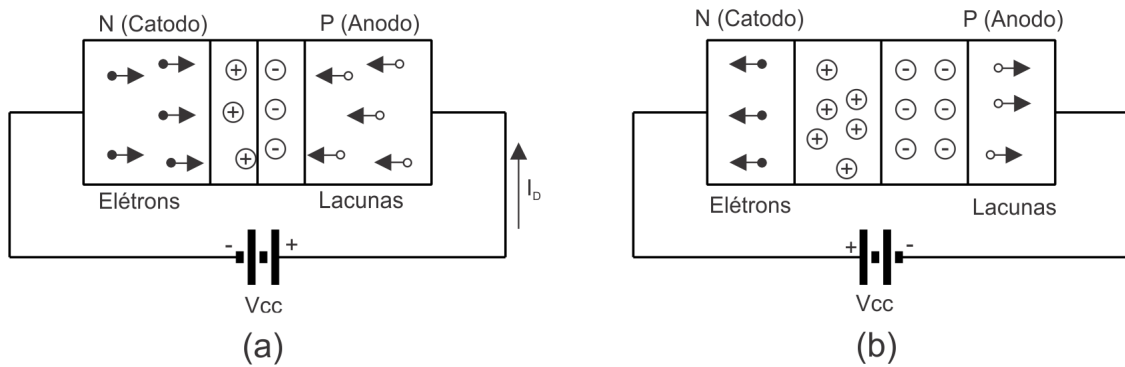 N (Catodo)
P (Anodo)
+
-
+
-
+
-
Elétrons
Lacunas
I_D
-
+
Vcc
(a)
N (Catodo)
P (Anodo)
+
-
-
+
+
-
-
+
+
-
-
+
Elétrons
Lacunas
+
-
Vcc
(b)